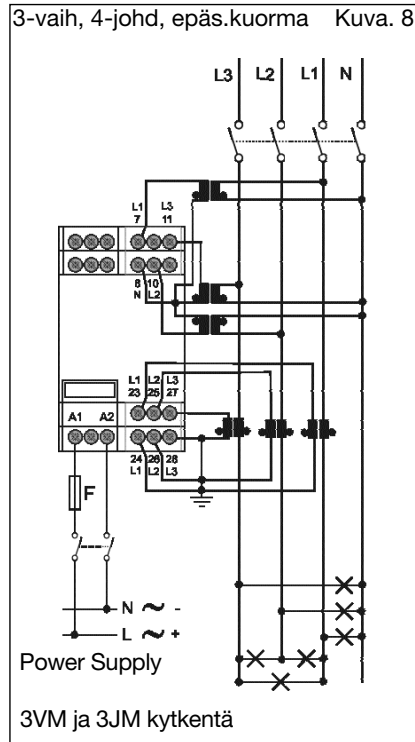 3-vaih, 4-johd, epäs.kuorma Kuva. 8
L3 L2 L1 N
L1 L3
7 11
8 10
N L2
L1 L2 L3
23 25 27
A1 A2
24 26 28
L1 L2 L3
F
N ~ -
L ~ +
Power Supply
3VM ja 3JM kytkentä